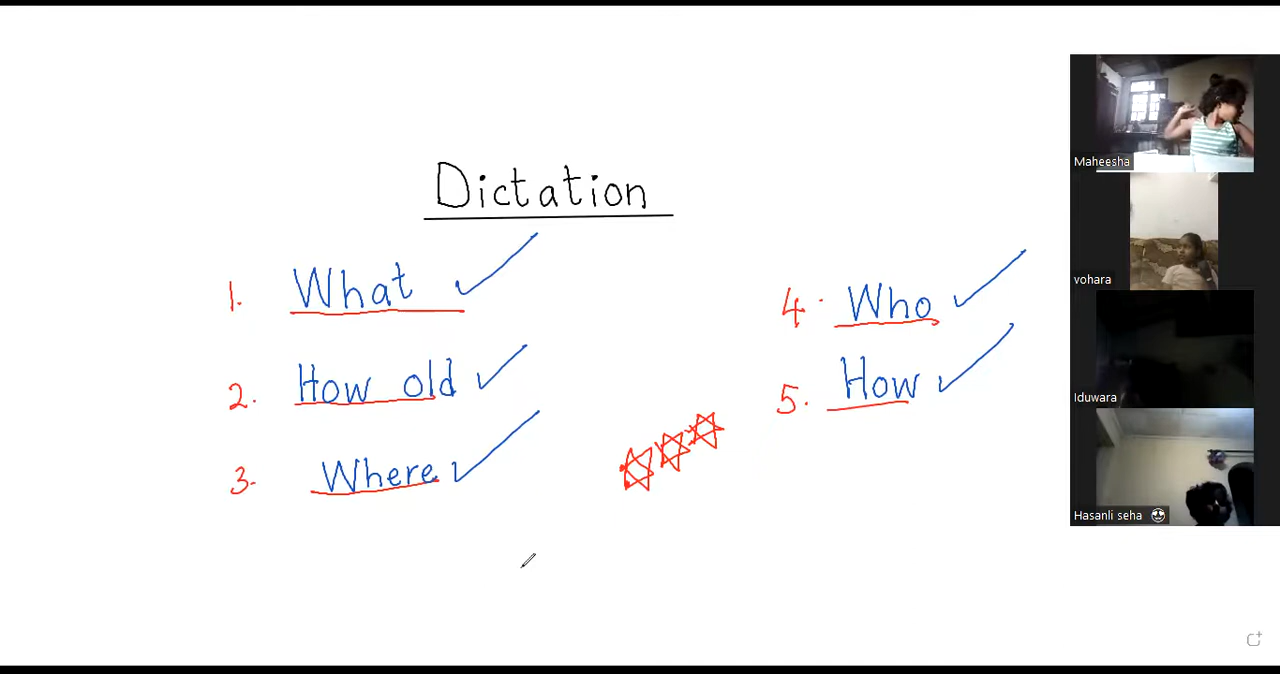 Dictation
1. What
2. How old
3. Where
4. Who
5. How
Maheesha
vohara
Iduwara
Hasanli seha 😍